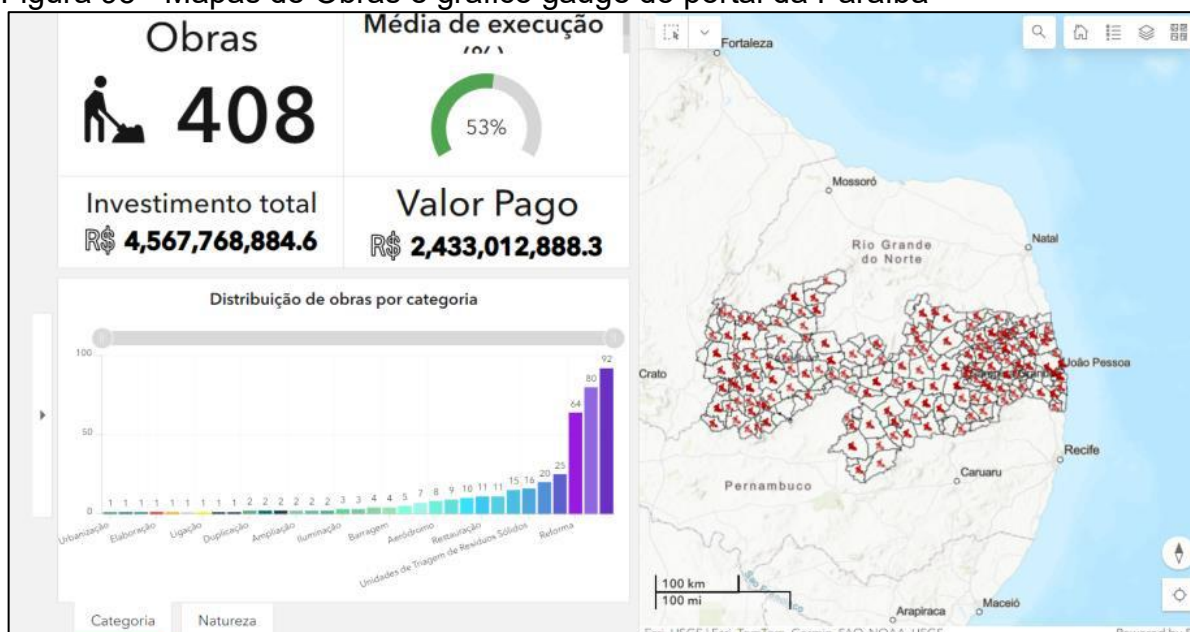 Figura 33 - Mapas de Obras e gráfico gauge do portal da Paraíba
Obras
408
Média de execução
(%)
53%
Investimento total
R$ 4,567,768,884.6
Valor Pago
R$ 2,433,012,888.3
Distribuição de obras por categoria
100
50
0
1 1 1 1 1 1 1 1 2 2 2 2 2 2 3 3 4 4 5 7 8 9 10 11 11 15 16 20 25 64 80 92
Urbanização
Elaboração
Ligação
Duplicação
Ampliação
Iluminação
Barragem
Aeródromo
Restauração
Unidades de Triagem de Resíduos Sólidos
Reforma
Categoria
Natureza
Fortaleza
Mossoró
Rio Grande
do Norte
Natal
Crato
João Pessoa
Recife
Caruaru
Pernambuco
100 km
100 mi
Arapiraca
Maceió